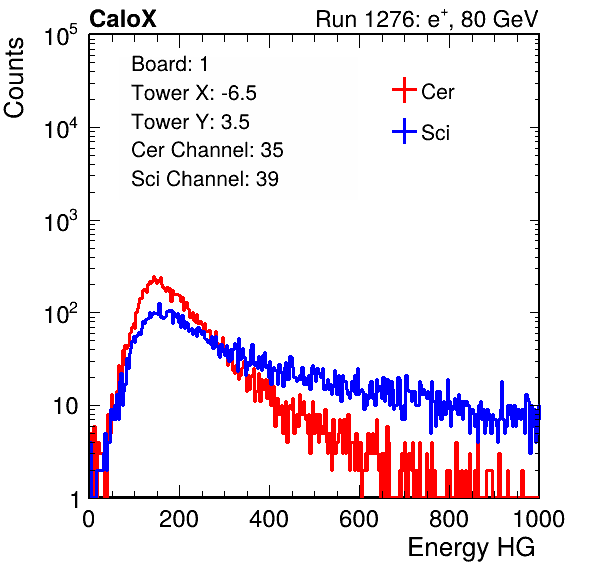 CaloX Run 1276: e⁺, 80 GeV
Counts
Board: 1
Tower X: -6.5
Tower Y: 3.5
Cer Channel: 35
Sci Channel: 39
Cer
Sci
10⁵
10⁴
10³
10²
10
1
0 200 400 600 800 1000
Energy HG